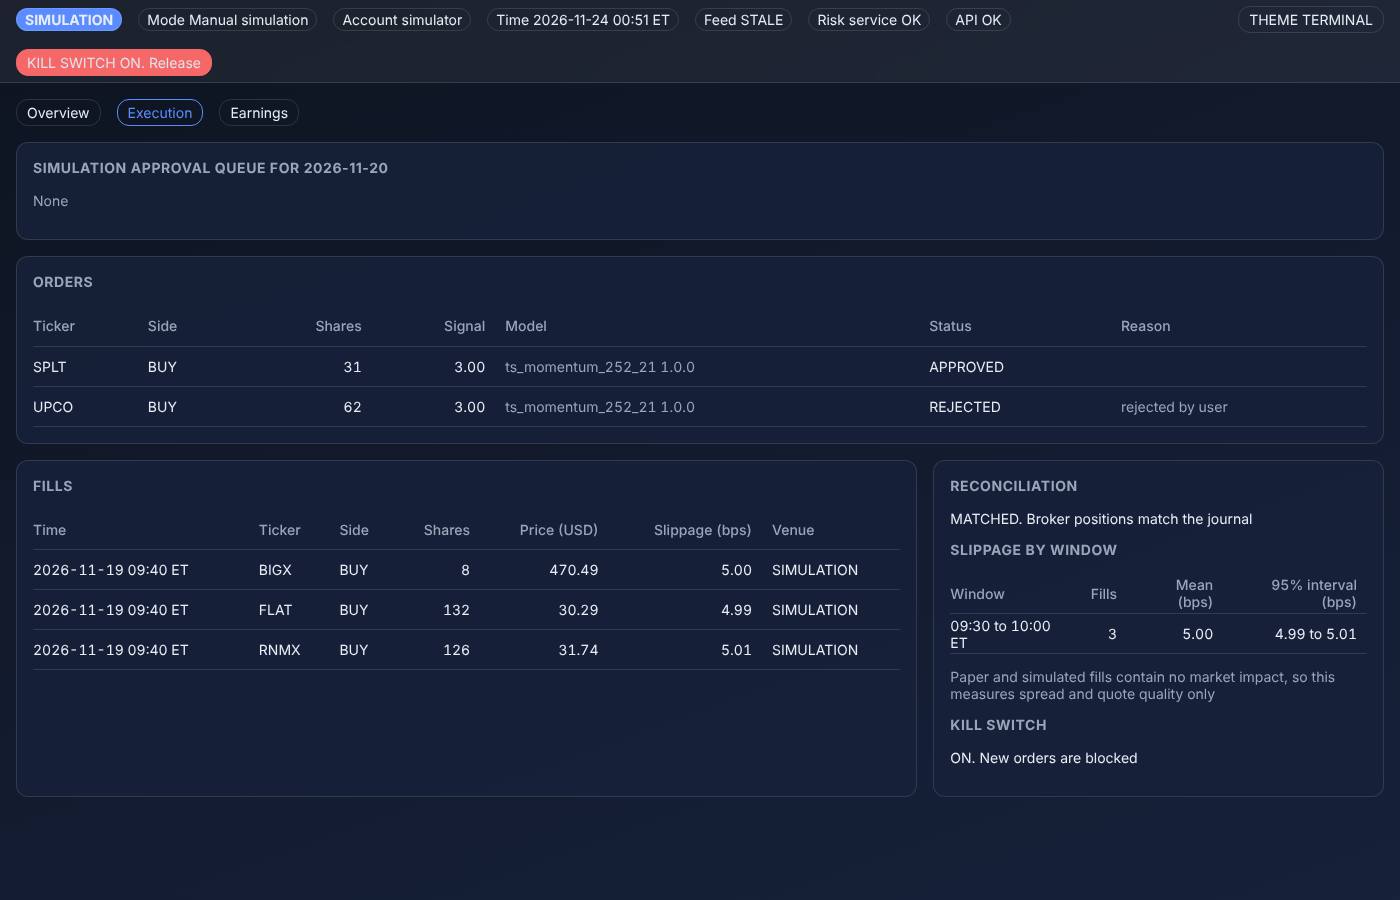 SIMULATION Mode Manual simulation Account simulator Time 2026-11-24 00:51 ET Feed STALE Risk service OK API OK THEME TERMINAL
KILL SWITCH ON. Release
Overview Execution Earnings
SIMULATION APPROVAL QUEUE FOR 2026-11-20
None
ORDERS
Ticker Side Shares Signal Model Status Reason
SPLT BUY 31 3.00 ts_momentum_252_21 1.0.0 APPROVED
UPCO BUY 62 3.00 ts_momentum_252_21 1.0.0 REJECTED rejected by user
FILLS
Time Ticker Side Shares Price (USD) Slippage (bps) Venue
2026-11-19 09:40 ET BIGX BUY 8 470.49 5.00 SIMULATION
2026-11-19 09:40 ET FLAT BUY 132 30.29 4.99 SIMULATION
2026-11-19 09:40 ET RNMX BUY 126 31.74 5.01 SIMULATION
RECONCILIATION
MATCHED. Broker positions match the journal
SLIPPAGE BY WINDOW
Window Fills Mean (bps) 95% interval (bps)
09:30 to 10:00 ET 3 5.00 4.99 to 5.01
Paper and simulated fills contain no market impact, so this
measures spread and quote quality only
KILL SWITCH
ON. New orders are blocked